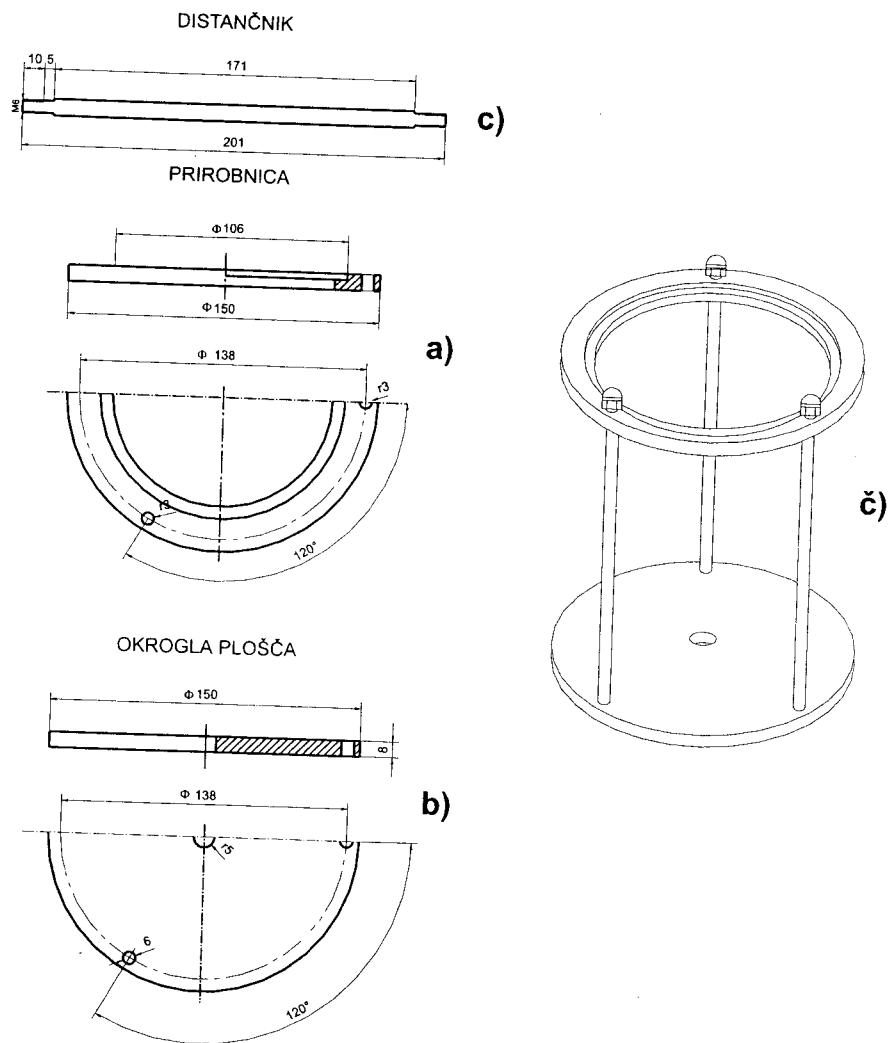 DISTANČNIK
10 5 171
M6
c)
201
PRIROBNICA
Φ106
Φ150
a)
Φ 138
r3
r3
120°
č)
OKROGLA PLOŠČA
Φ150
8
b)
Φ 138
r5
6
120°